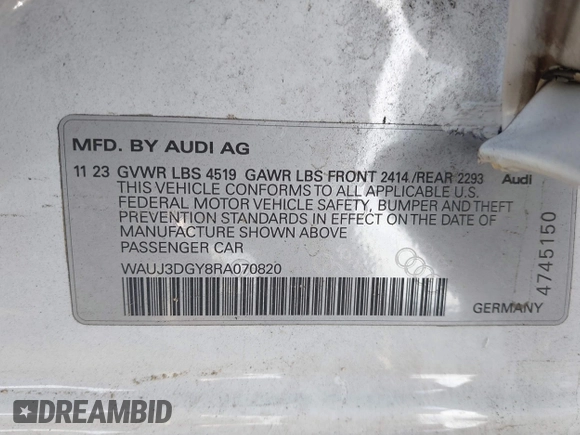 MFD. BY AUDI AG
11 23 GVWR LBS 4519 GAWR LBS FRONT 2414 /REAR 2293 Audi
THIS VEHICLE CONFORMS TO ALL APPLICABLE U.S.
FEDERAL MOTOR VEHICLE SAFETY, BUMPER AND THEFT
PREVENTION STANDARDS IN EFFECT ON THE DATE OF
MANUFACTURE SHOWN ABOVE
PASSENGER CAR
WAUJ3DGY8RA070820
GERMANY
4745150
DREAMBID